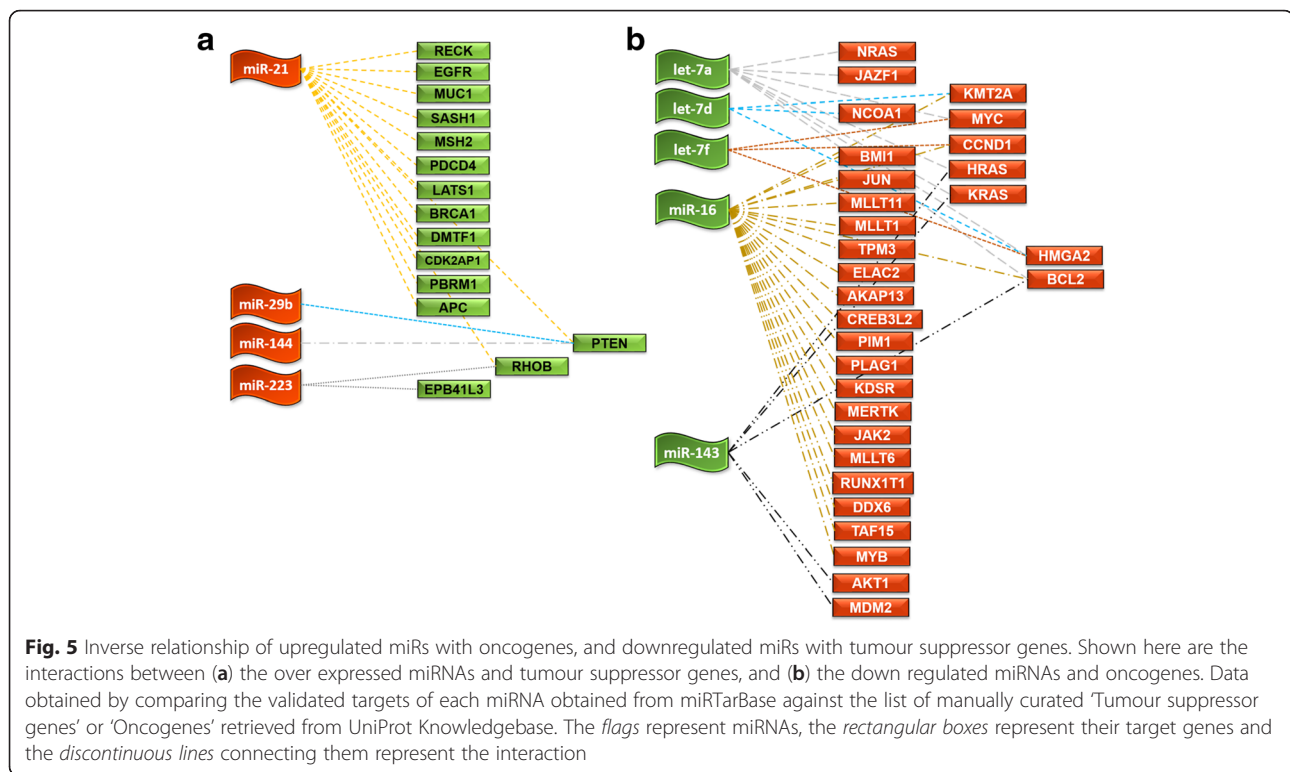 a
miR-21
RECK
EGFR
MUC1
SASH1
MSH2
PDCD4
LATS1
BRCA1
DMTF1
CDK2AP1
PBRM1
APC
miR-29b
miR-144
miR-223
PTEN
RHOB
EPB41L3
b
let-7a
let-7d
let-7f
miR-16
miR-143
NRAS
JAZF1
NCOA1
BMI1
JUN
MLLT11
MLLT1
TPM3
ELAC2
AKAP13
CREB3L2
PIM1
PLAG1
KDSR
MERTK
JAK2
MLLT6
RUNX1T1
DDX6
TAF15
MYB
AKT1
MDM2
KMT2A
MYC
CCND1
HRAS
KRAS
HMGA2
BCL2
Fig. 5 Inverse relationship of upregulated miRs with oncogenes, and downregulated miRs with tumour suppressor genes. Shown here are the
interactions between (a) the over expressed miRNAs and tumour suppressor genes, and (b) the down regulated miRNAs and oncogenes. Data
obtained by comparing the validated targets of each miRNA obtained from miRTarBase against the list of manually curated 'Tumour suppressor
genes' or 'Oncogenes' retrieved from UniProt Knowledgebase. The flags represent miRNAs, the rectangular boxes represent their target genes and
the discontinuous lines connecting them represent the interaction